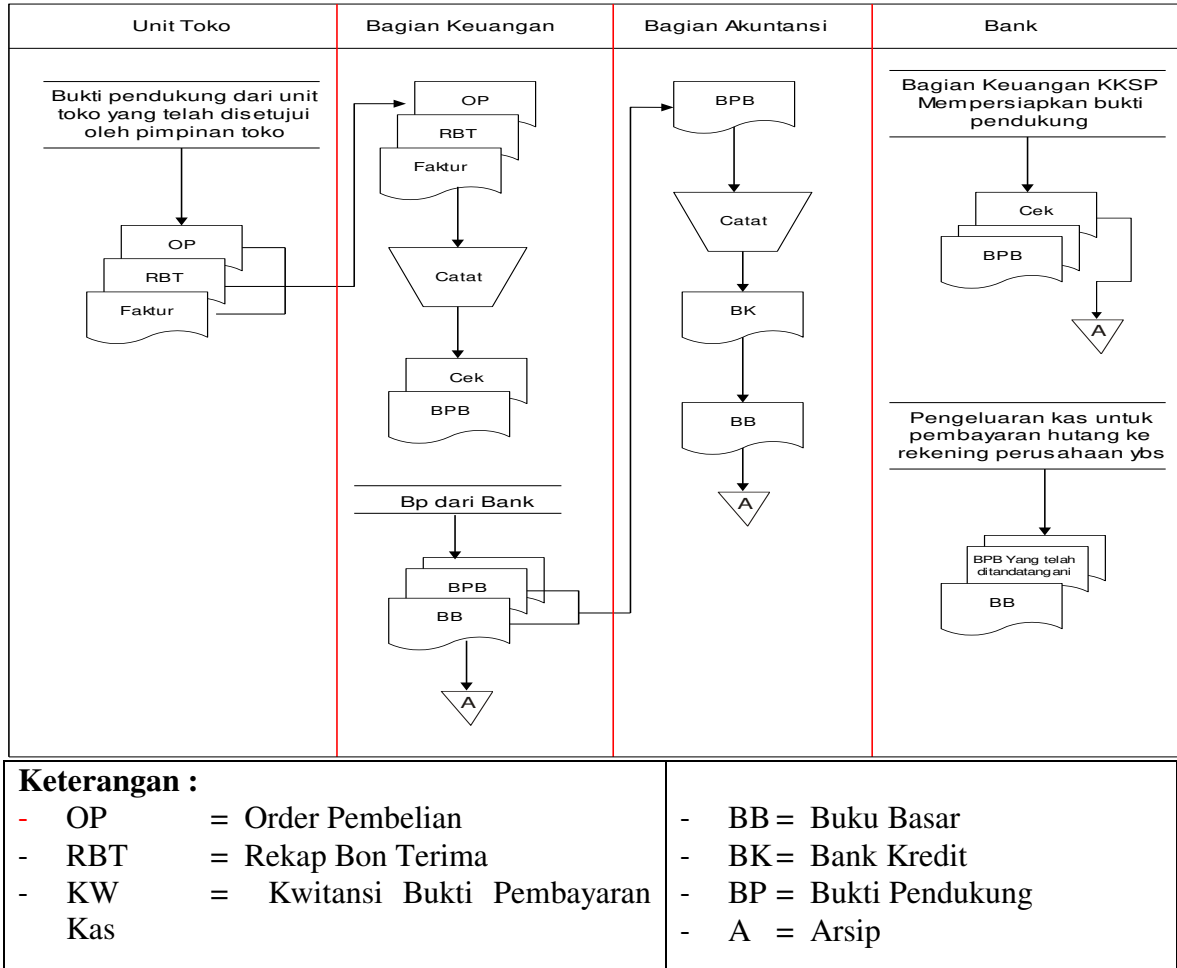 Unit Toko
Bagian Keuangan
Bagian Akuntansi
Bank
Bukti pendukung dari unit
toko yang telah disetujui
oleh pimpinan toko
OP
RBT
Faktur
OP
RBT
Faktur
Catat
Cek
BPB
Bp dari Bank
BPB
BB
A
BPB
Catat
BK
BB
A
Bagian Keuangan KKSP
Mempersiapkan bukti
pendukung
Cek
BPB
A
Pengeluaran kas untuk
pembayaran hutang ke
rekening perusahaan ybs
BPB Yang telah
ditandatangani
BB
Keterangan :
- OP = Order Pembelian
- RBT = Rekap Bon Terima
- KW = Kwitansi Bukti Pembayaran
Kas
- BB = Buku Basar
- BK = Bank Kredit
- BP = Bukti Pendukung
- A = Arsip